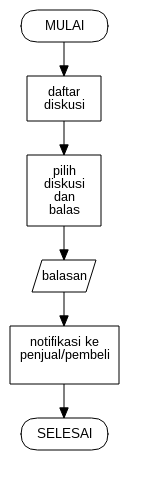 MULAI
daftar
diskusi
pilih
diskusi
dan
balas
balasan
notifikasi ke
penjual/pembeli
SELESAI